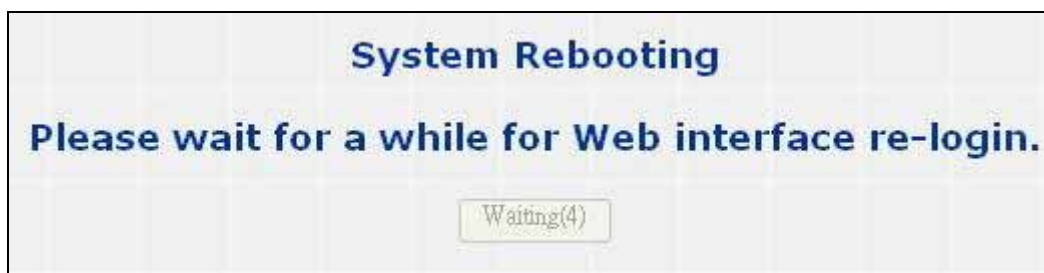 System Rebooting
Please wait for a while for Web interface re-login.
Waiting(4)